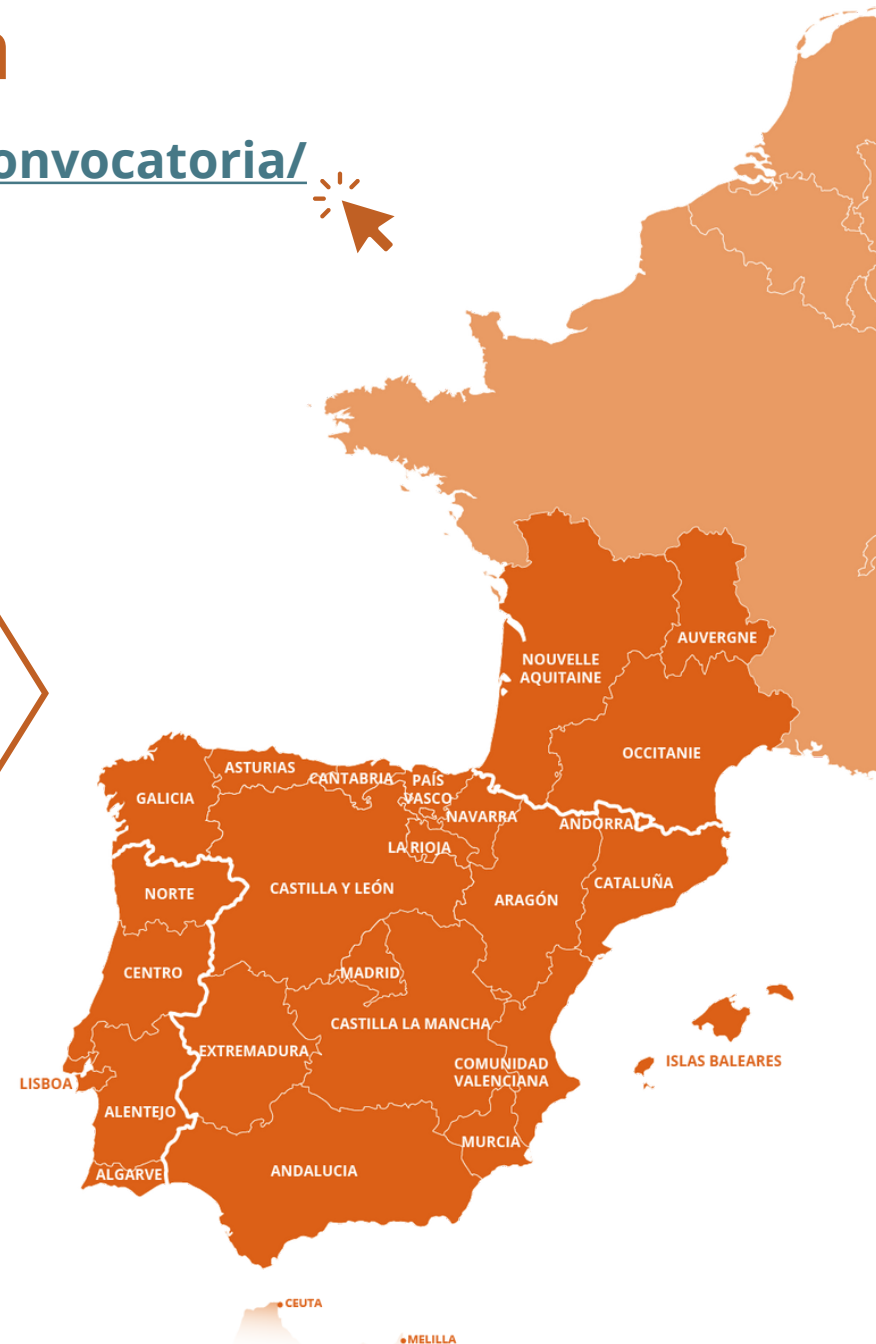 onvocatoria/
AUVERGNE
NOUVELLE
AQUITAINE
OCCITANIE
ASTURIAS
CANTABRIA
PAÍS
VASCO
GALICIA
NAVARRA
ANDORRA
LA RIOJA
CATALUÑA
CASTILLA Y LEÓN
NORTE
ARAGÓN
CENTRO
MADRID
CASTILLA LA MANCHA
EXTREMADURA
COMUNIDAD
VALENCIANA
ISLAS BALEARES
LISBOA
ALENTEJO
MURCIA
ALGARVE
ANDALUCIA
CEUTA
MELILLA